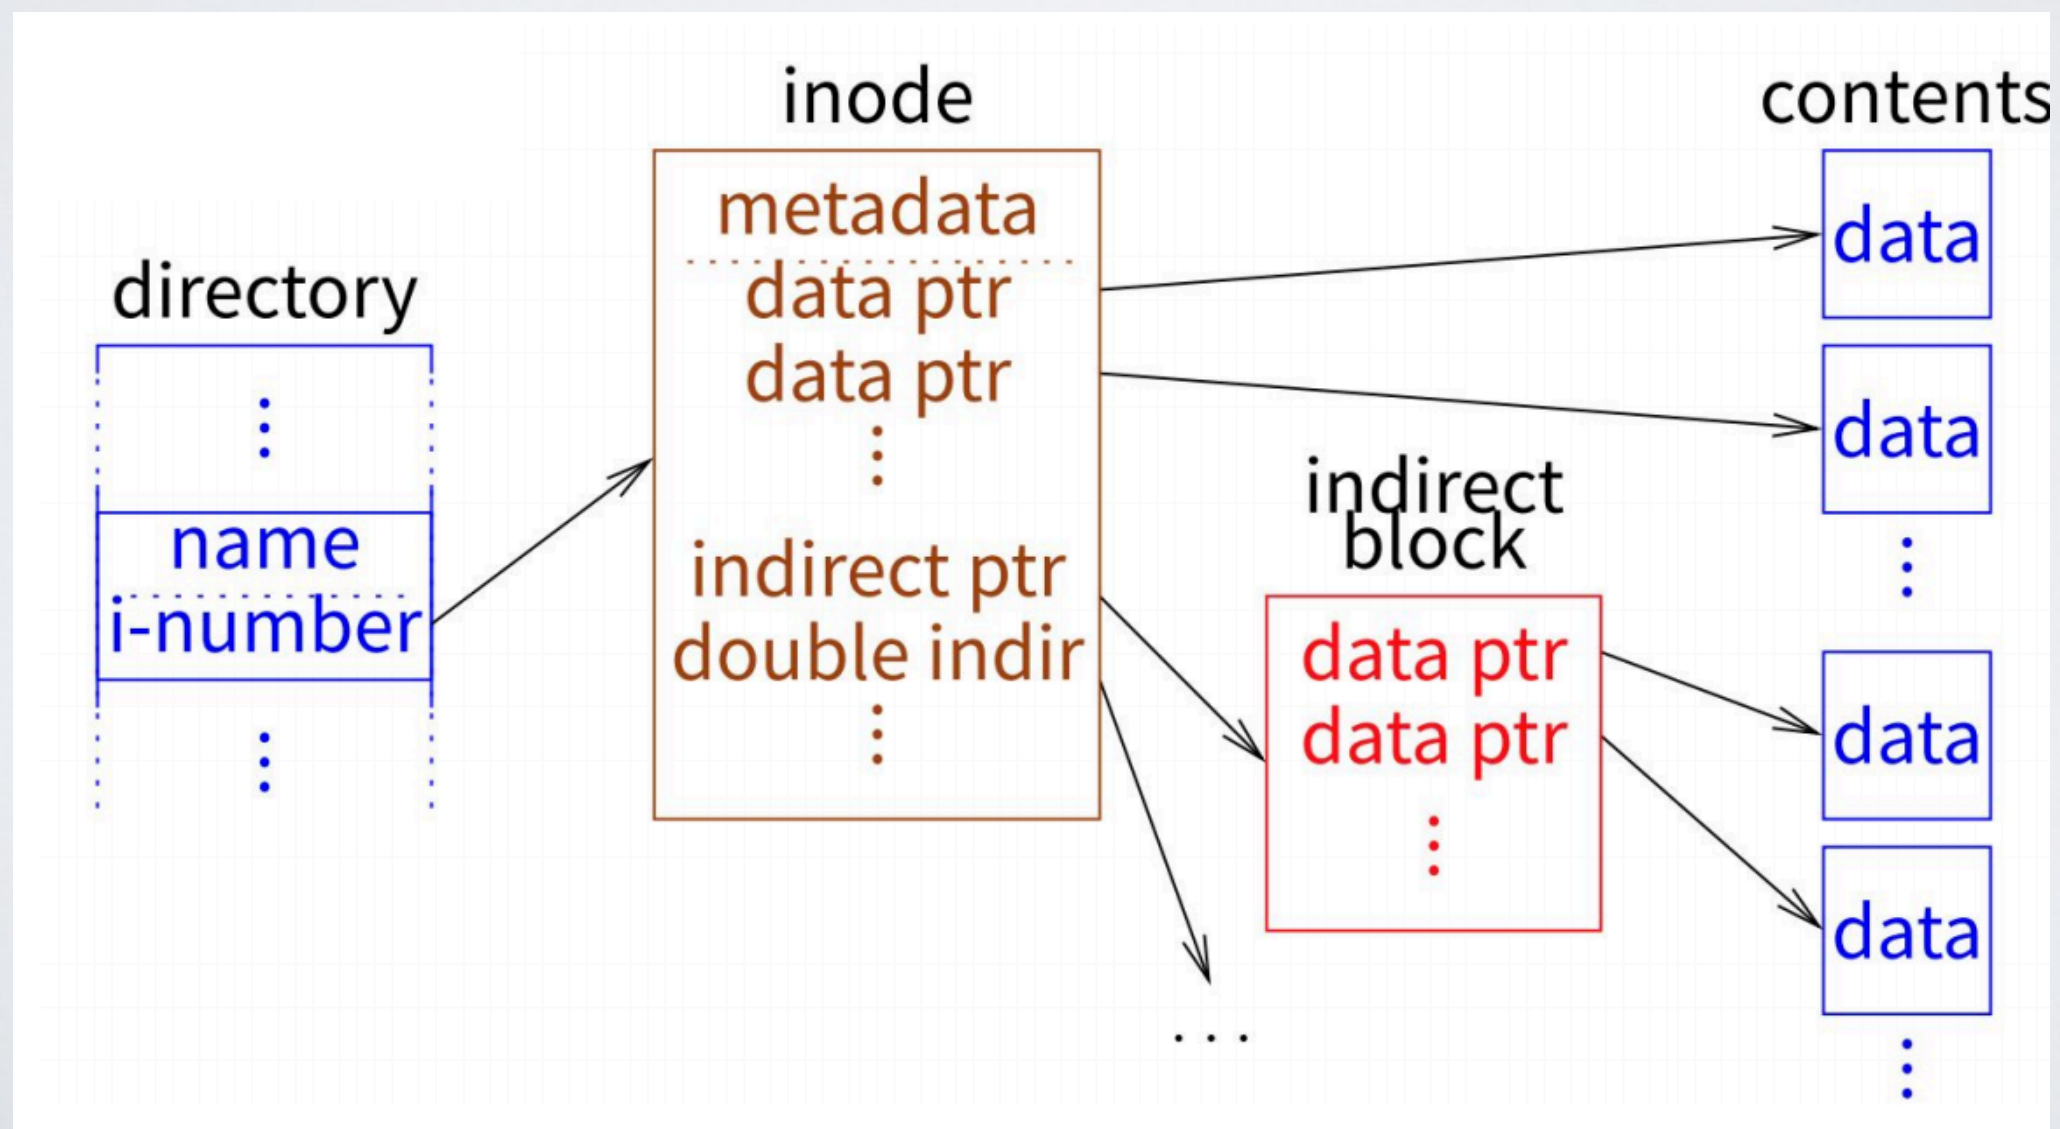 directory
name
i-number
inode
metadata
data ptr
data ptr
indirect ptr
double indir
...
indirect
block
data ptr
data ptr
contents
data
data
data
data